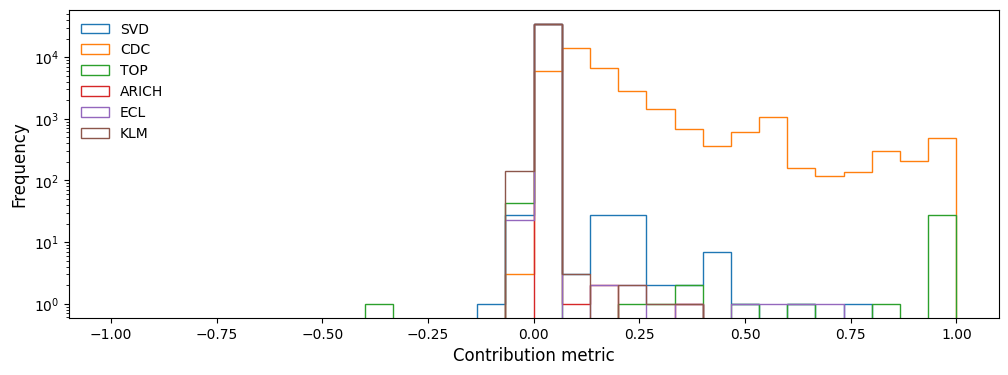 SVD
CDC
TOP
ARICH
ECL
KLM
Frequency
10⁴
10³
10²
10¹
10⁰
−1.00 −0.75 −0.50 −0.25 0.00 0.25 0.50 0.75 1.00
Contribution metric